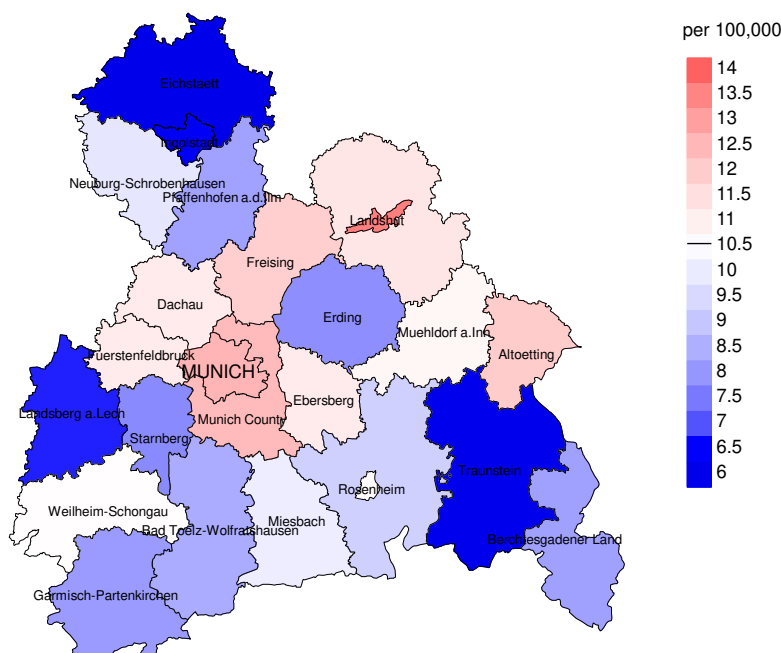 per 100,000
14
13.5
13
12.5
12
11.5
11
10.5
10
9.5
9
8.5
8
7.5
7
6.5
6
Eichstaett
Ingolstadt
Neuburg-Schrobenhausen
Pfaffenhofen a.d.Ilm
Landshut
Freising
Dachau
Erding
Muehldorf a.Inn
Altoetting
Fuerstenfeldbruck
MUNICH
Landsberg a.Lech
Ebersberg
Munich County
Starnberg
Traunstein
Rosenheim
Weilheim-Schongau
Miesbach
Bad Toelz-Wolfratshausen
Berchtesgadener Land
Garmisch-Partenkirchen